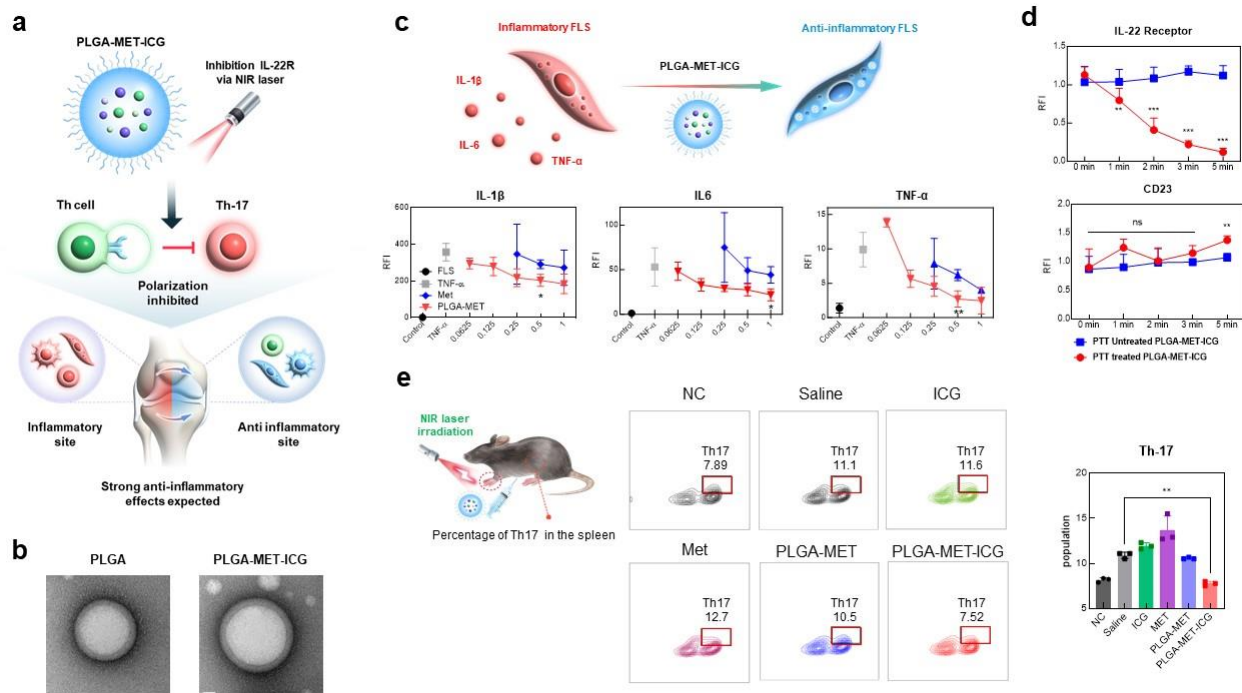 a
PLGA-MET-ICG
Inhibition IL-22R
via NIR laser
Th cell
Th-17
Polarization
inhibited
Inflammatory
site
Anti inflammatory
site
Strong anti-inflammatory
effects expected
b
PLGA
PLGA-MET-ICG
c
Inflammatory FLS
Anti-inflammatory FLS
PLGA-MET-ICG
IL-1β
IL-6
TNF-α
IL-1β
RFI
600
400
200
0
FLS
TNF-α
Met
PLGA-MET
*
Control
TNF-α
0.0625
0.125
0.25
0.5
1
IL6
RFI
100
50
0
*
Control
TNF-α
0.0625
0.125
0.25
0.5
1
TNF-α
RFI
15
10
5
0
**
Control
TNF-α
0.0625
0.125
0.25
0.5
1
d
IL-22 Receptor
RFI
1.5
1.0
0.5
0.0
**
***
***
***
0 min
1 min
2 min
3 min
5 min
CD23
RFI
2.0
1.5
1.0
0.5
0.0
ns
**
0 min
1 min
2 min
3 min
5 min
PTT Untreated PLGA-MET-ICG
PTT treated PLGA-MET-ICG
e
NIR laser
irradiation
Percentage of Th17 in the spleen
NC
Th17
7.89
Saline
Th17
11.1
ICG
Th17
11.6
Met
Th17
12.7
PLGA-MET
Th17
10.5
PLGA-MET-ICG
Th17
7.52
Th-17
population
20
15
10
5
**
NC
Saline
ICG
MET
PLGA-MET
PLGA-MET-ICG